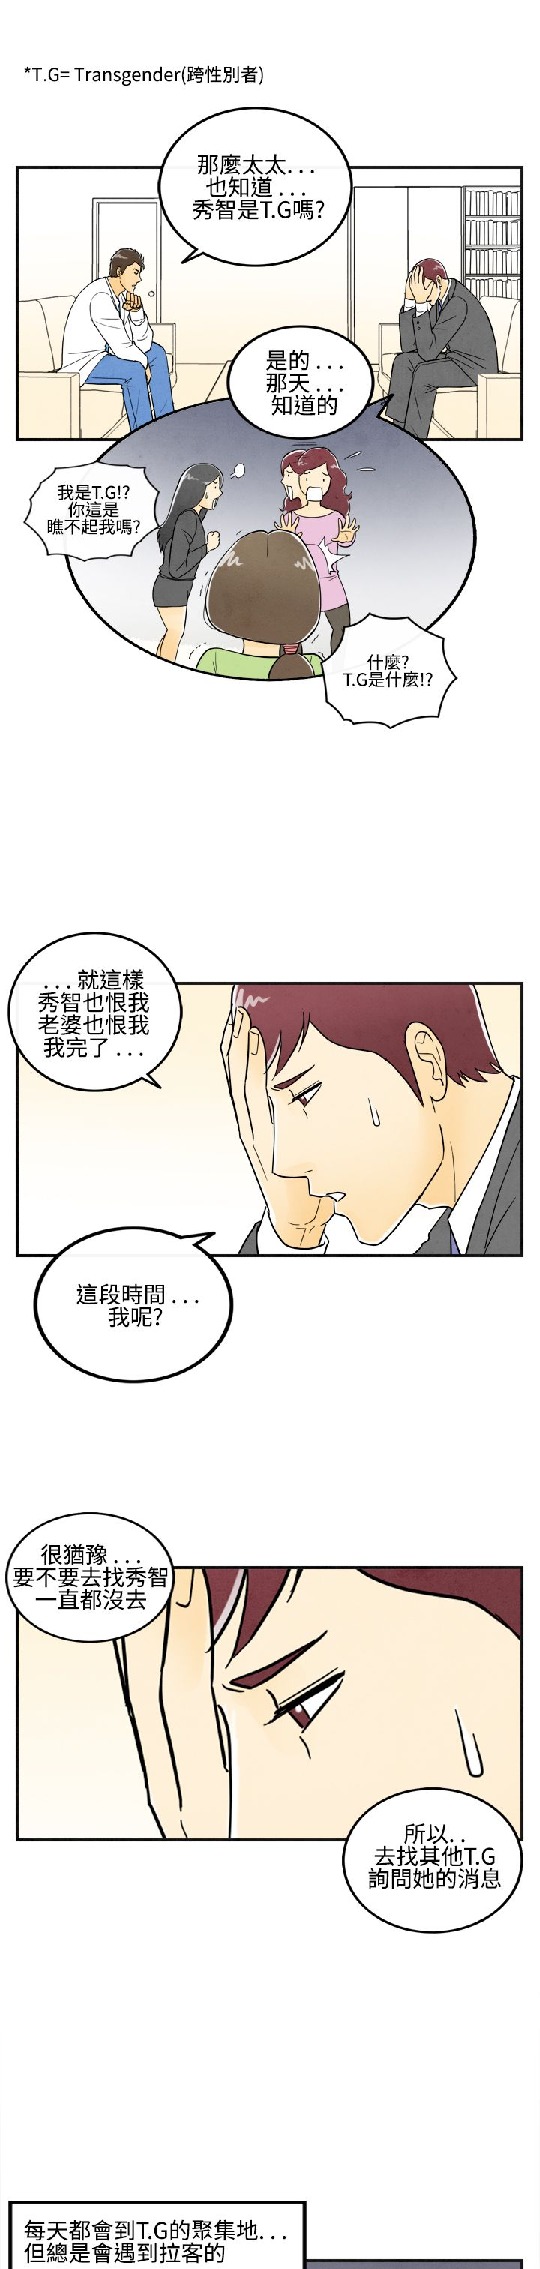 *T.G= Transgender(跨性別者)
那麼太太...
也知道...
秀智是T.G嗎?
是的...
那天...
知道的
我是T.G!?
你這是
瞧不起我嗎?
什麼?
T.G是什麼!?
...就這樣
秀智也恨我
老婆也恨我
我完了...
這段時間...
我呢?
很猶豫...
要不要去找秀智
一直都沒去
所以..
去找其他T.G
詢問她的消息
每天都會到T.G的聚集地...
但總是會遇到拉客的